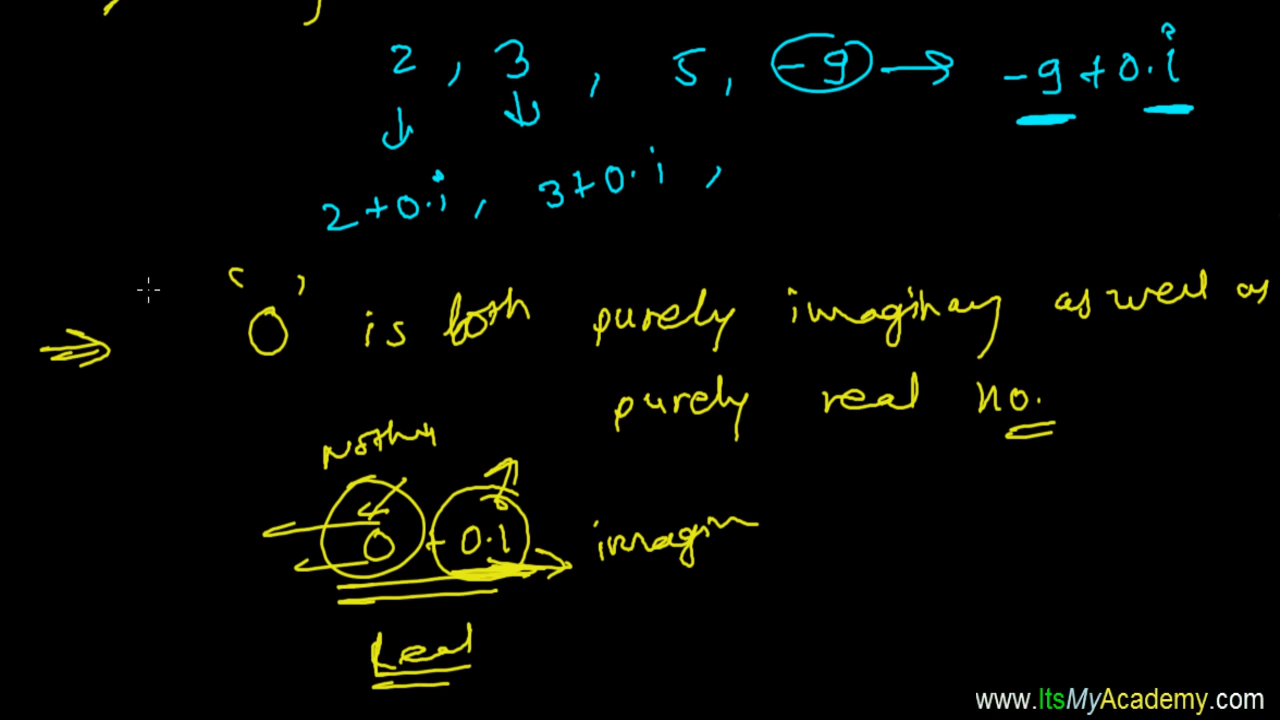 2 , 3 , 5 , -9 → -9 + 0.i
2 + 0.i , 3 + 0.i ,
⇒ '0' is both purely imaginary as well as
purely real no.
0 + 0.i imagin
Real
www.ItsMyAcademy.com